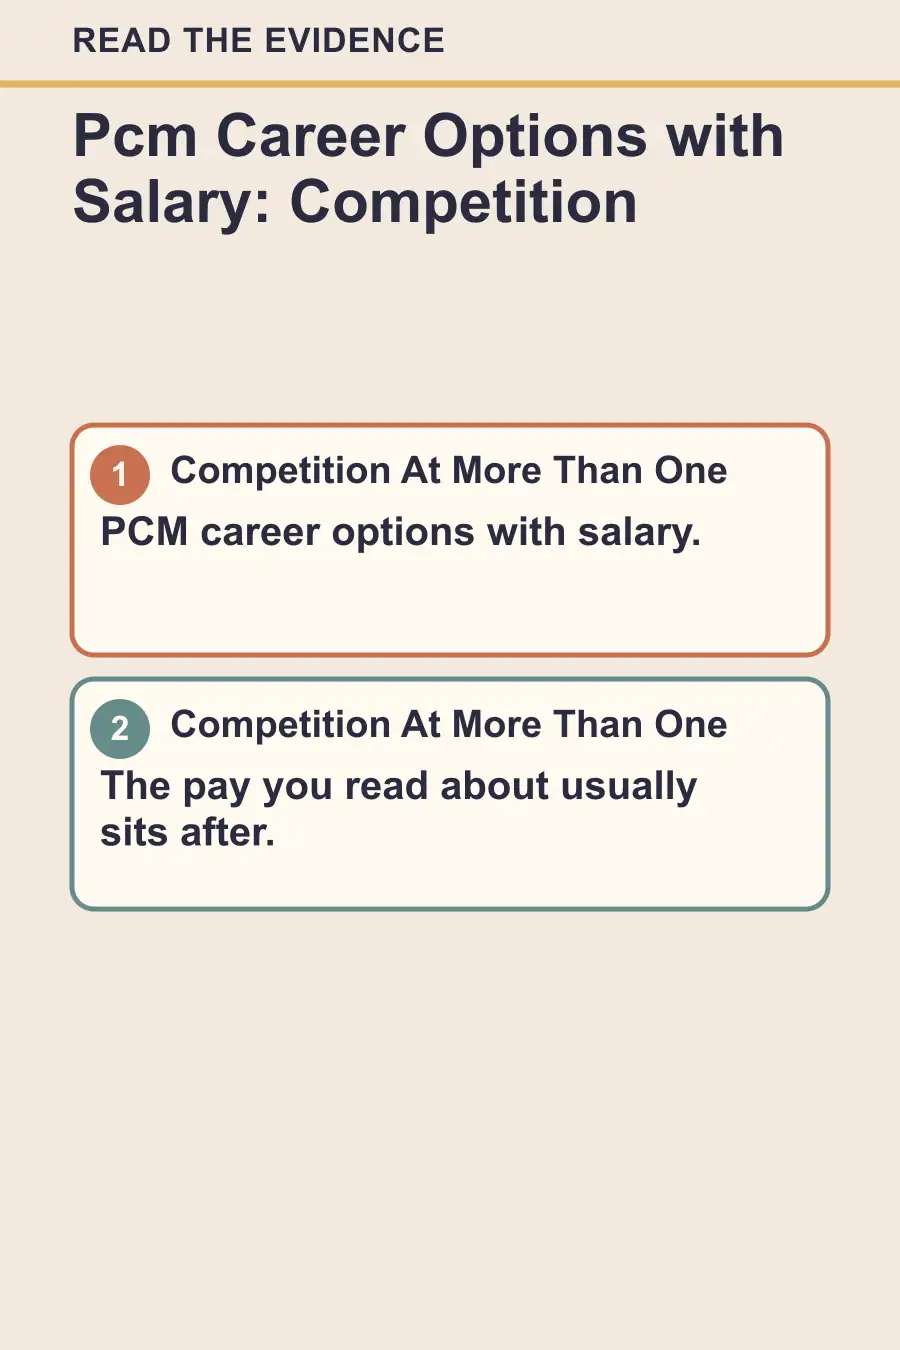 READ THE EVIDENCE
Pcm Career Options with
Salary: Competition
1 Competition At More Than One
PCM career options with salary.
2 Competition At More Than One
The pay you read about usually
sits after.